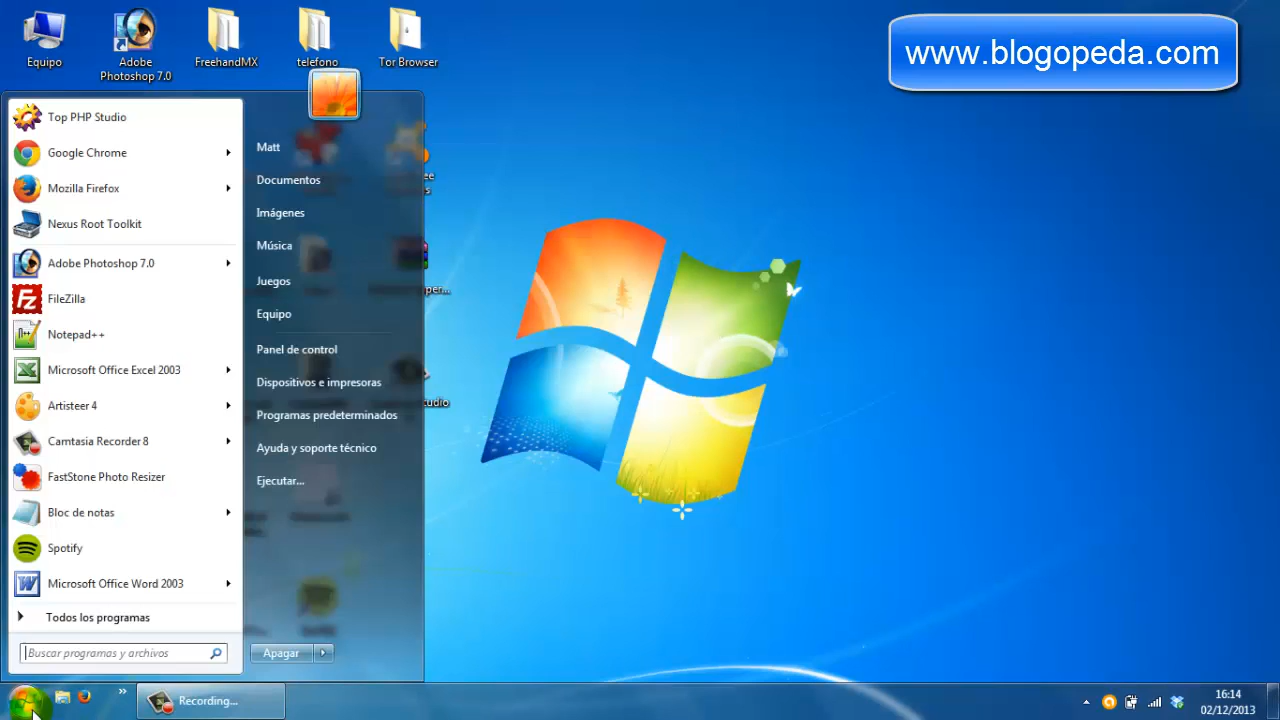 www.blogopeda.com
Equipo
Adobe
Photoshop 7.0
FreehandMX
telefono
Tor Browser
Top PHP Studio
Google Chrome
Mozilla Firefox
Nexus Root Toolkit
Adobe Photoshop 7.0
FileZilla
Notepad++
Microsoft Office Excel 2003
Artisteer 4
Camtasia Recorder 8
FastStone Photo Resizer
Bloc de notas
Spotify
Microsoft Office Word 2003
Todos los programas
Buscar programas y archivos
Matt
Documentos
Imágenes
Música
Juegos
Equipo
Panel de control
Dispositivos e impresoras
Programas predeterminados
Ayuda y soporte técnico
Ejecutar...
Apagar
Recording...
16:14
02/12/2013